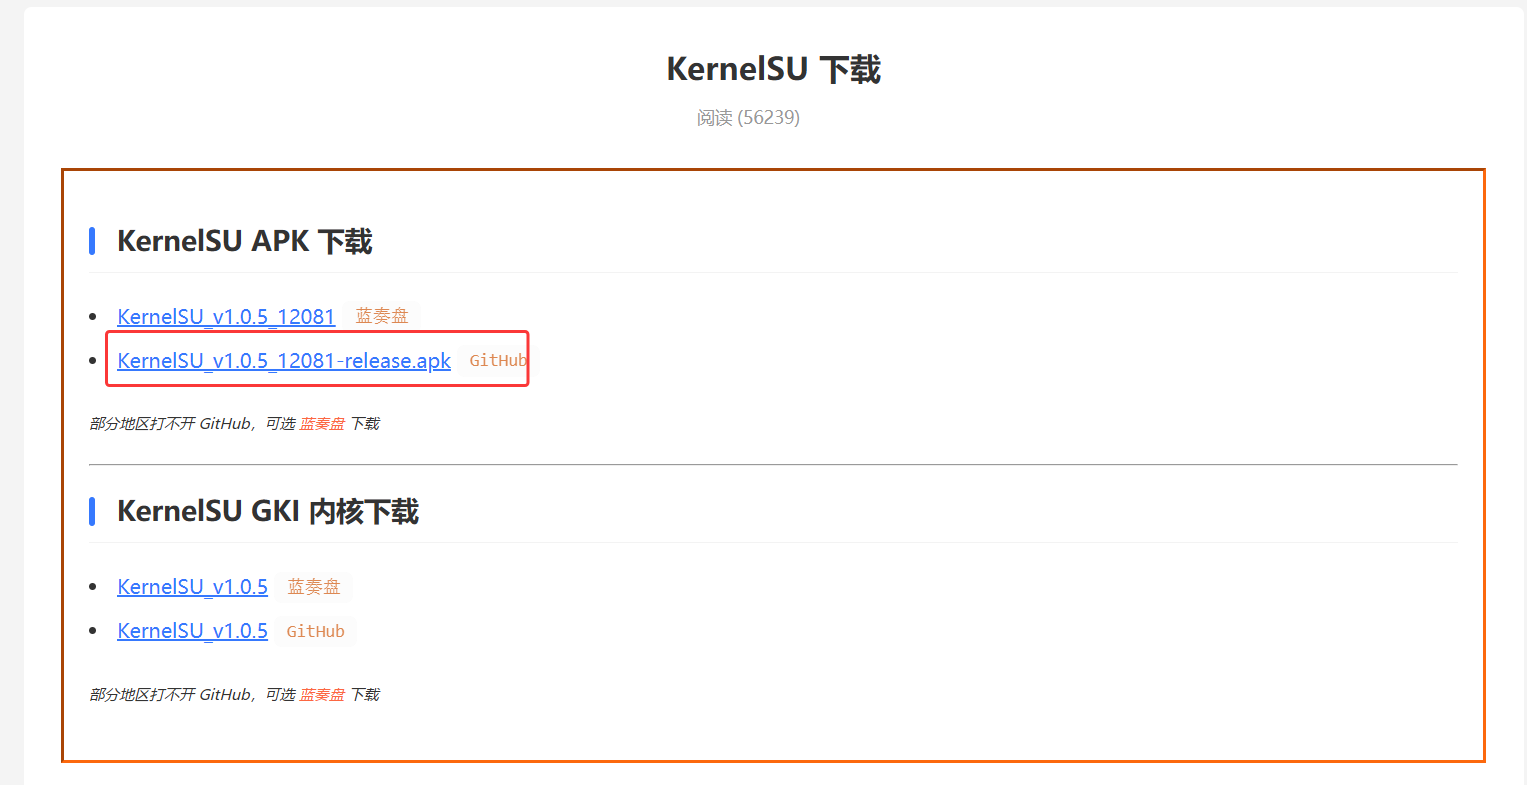 KernelSU 下载
阅读 (56239)
KernelSU APK 下载
KernelSU_v1.0.5_12081 蓝奏盘
KernelSU_v1.0.5_12081-release.apk GitHub
部分地区打不开 GitHub，可选 蓝奏盘 下载
KernelSU GKI 内核下载
KernelSU_v1.0.5 蓝奏盘
KernelSU_v1.0.5 GitHub
部分地区打不开 GitHub，可选 蓝奏盘 下载